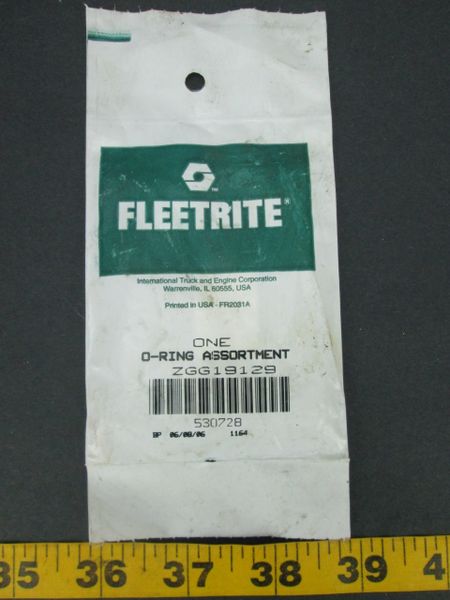 FLEETRITE®
International Truck and Engine Corporation
Warrenville, IL 60555, USA
Printed in USA - FR2031A
ONE
O-RING ASSORTMENT
ZGG19129
530728
BP 06/08/06 1164
35 36 37 38 39 4